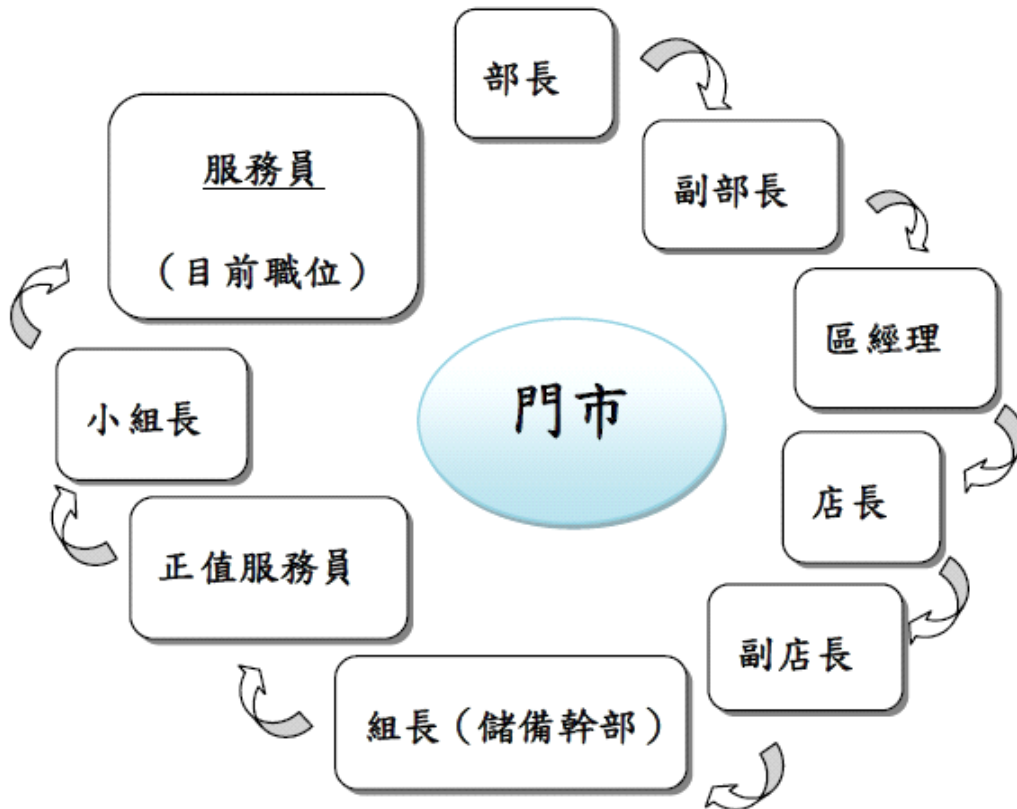 部長
副部長
服務員
(目前職位)
區經理
門市
小組長
店長
正值服務員
副店長
組長(儲備幹部)